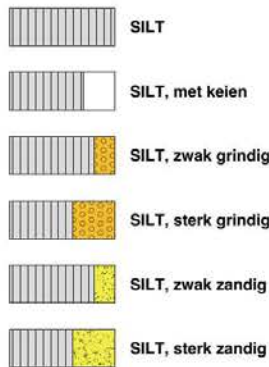 SILT
SILT, met keien
SILT, zwak grindig
SILT, sterk grindig
SILT, zwak zandig
SILT, sterk zandig